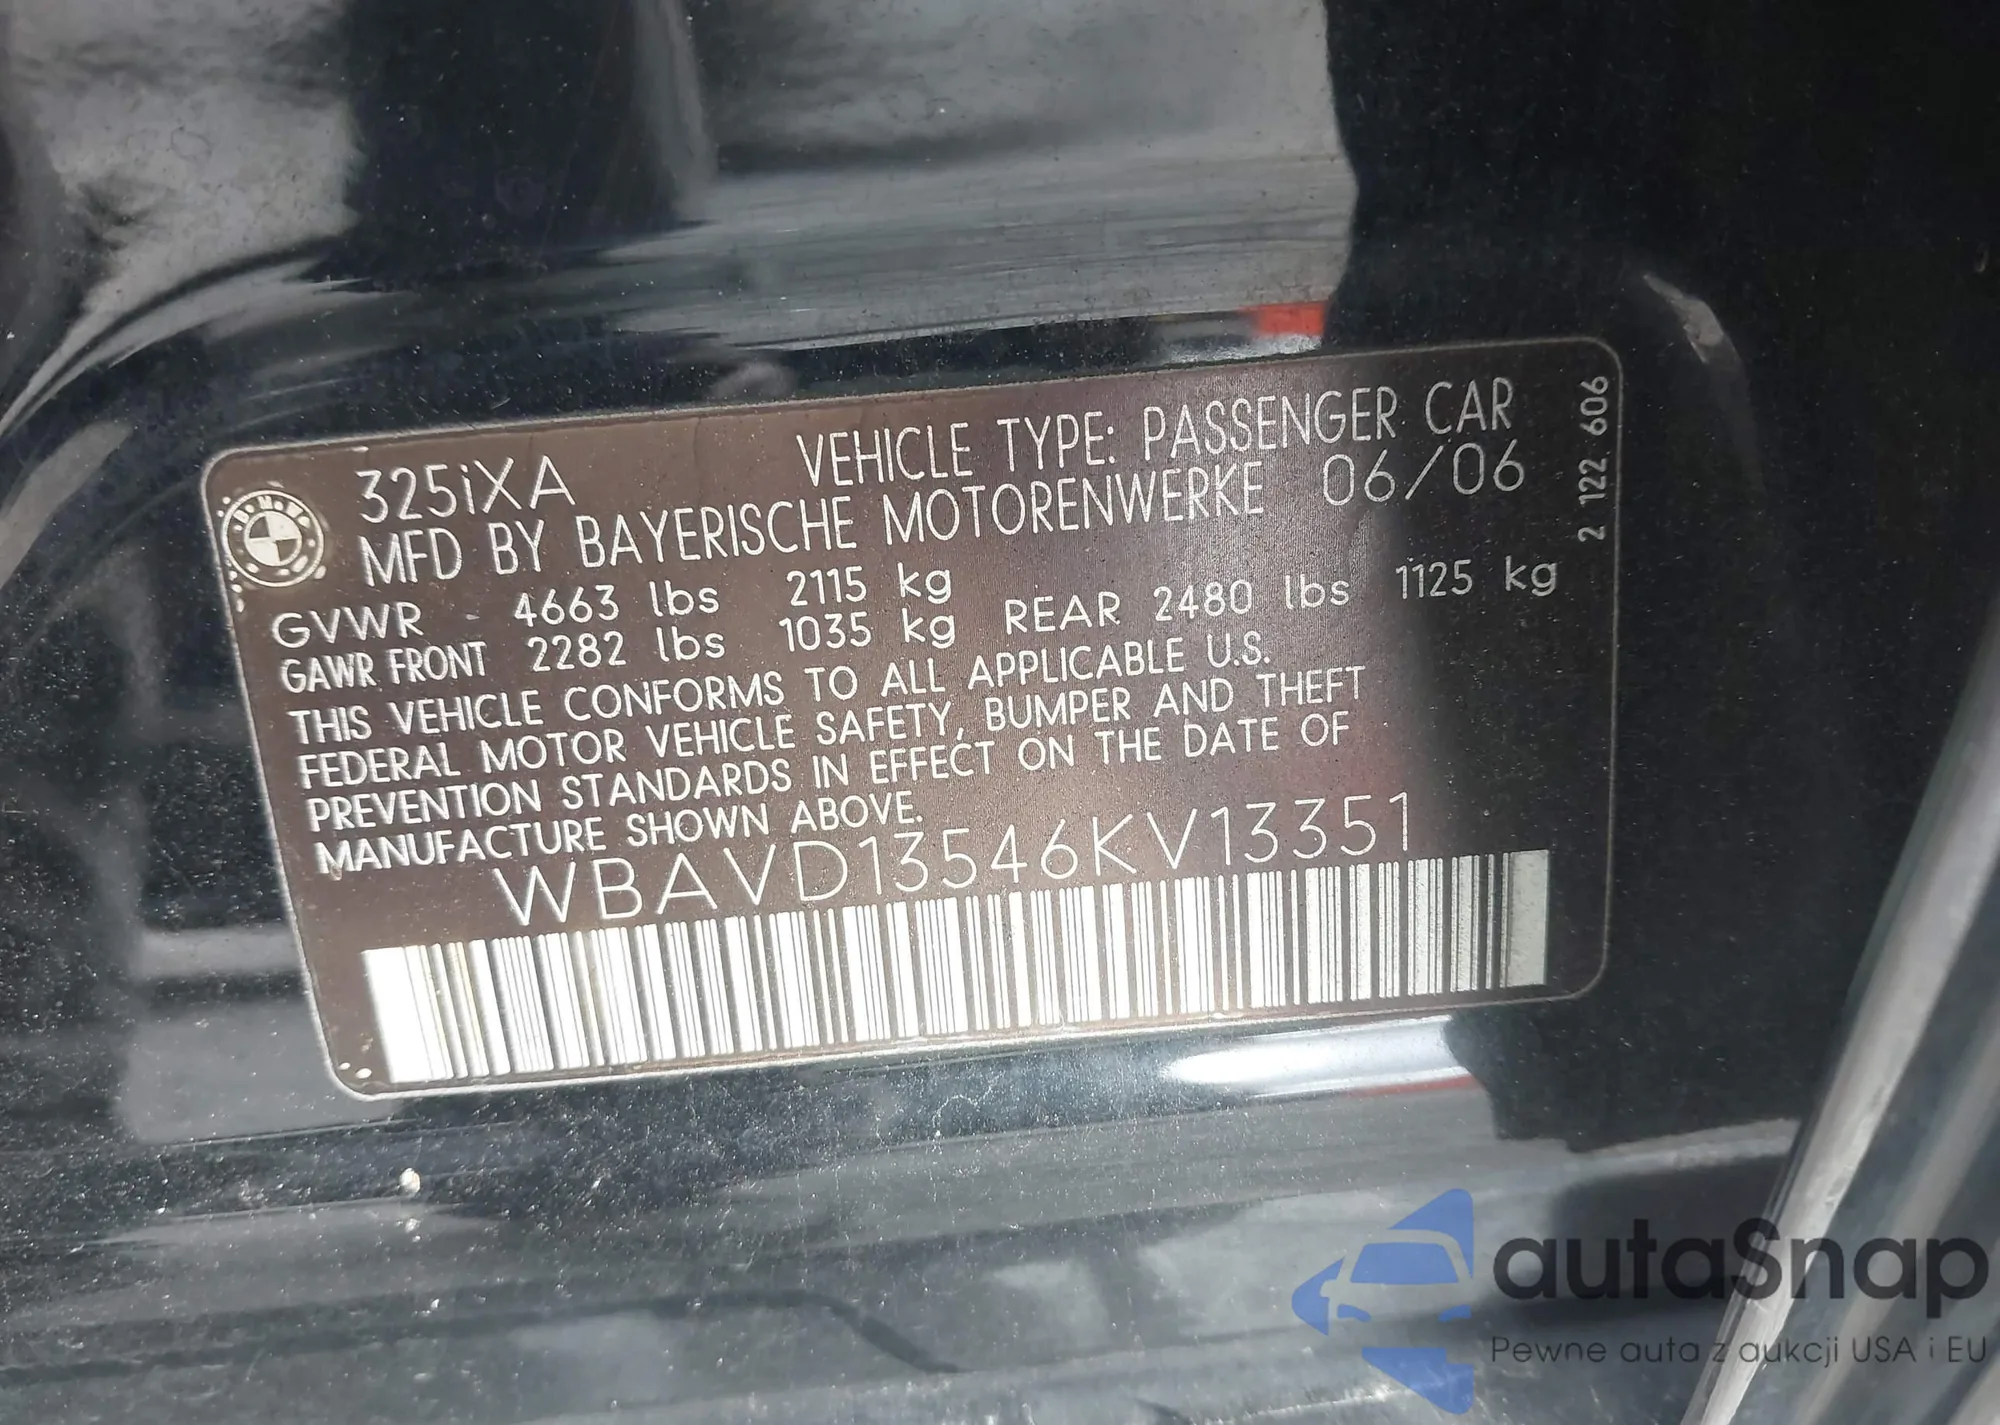 VEHICLE TYPE: PASSENGER CAR
325iXA
MFD BY BAYERISCHE MOTORENWERKE 06/06
GVWR - 4663 lbs 2115 kg
GAWR FRONT 2282 lbs 1035 kg REAR 2480 lbs 1125 kg
THIS VEHICLE CONFORMS TO ALL APPLICABLE U.S.
FEDERAL MOTOR VEHICLE SAFETY, BUMPER AND THEFT
PREVENTION STANDARDS IN EFFECT ON THE DATE OF
MANUFACTURE SHOWN ABOVE.
WBAVD13546KV13351
2 122 606
autaSnap
Pewne auta z aukcji USA i EU